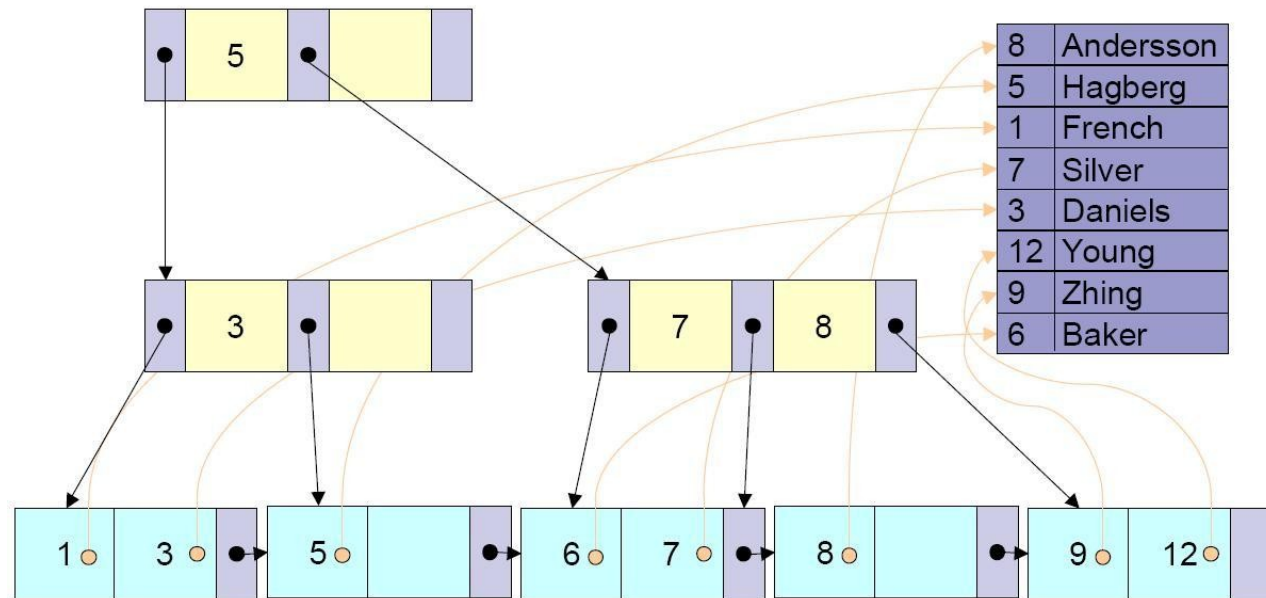 5
8 Andersson
5 Hagberg
1 French
7 Silver
3 Daniels
12 Young
9 Zhing
6 Baker
3
7 8
1 3 5 6 7 8 9 12